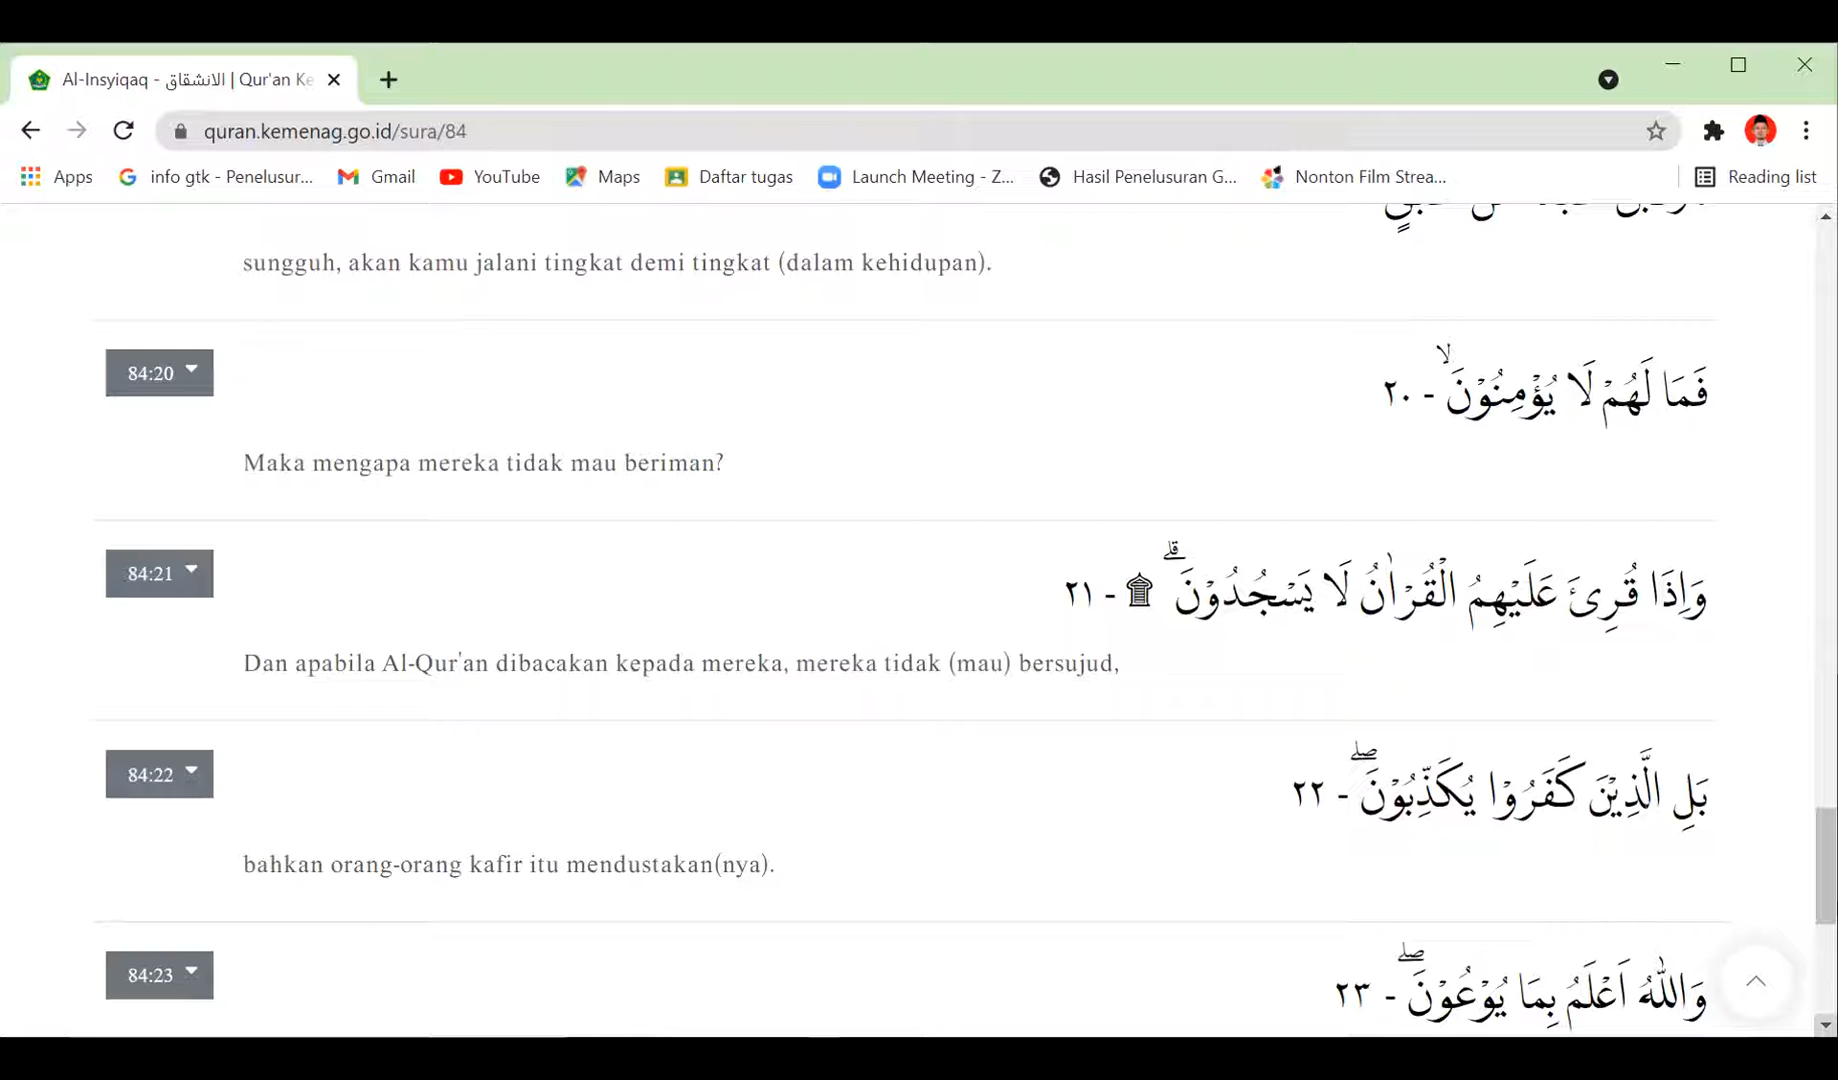 Al-Insyiqaq - الانشقاق | Qur'an Ke
quran.kemenag.go.id/sura/84
Apps
info gtk - Penelusur...
Gmail
YouTube
Maps
Daftar tugas
Launch Meeting - Z...
Hasil Penelusuran G...
Nonton Film Strea...
Reading list
sungguh, akan kamu jalani tingkat demi tingkat (dalam kehidupan).
84:20
فَمَا لَهُمْ لَا يُؤْمِنُوْنَۙ - ٢٠
Maka mengapa mereka tidak mau beriman?
84:21
وَاِذَا قُرِئَ عَلَيْهِمُ الْقُرْاٰنُ لَا يَسْجُدُوْنَ ۗ ۩ - ٢١
Dan apabila Al-Qur'an dibacakan kepada mereka, mereka tidak (mau) bersujud,
84:22
بَلِ الَّذِيْنَ كَفَرُوْا يُكَذِّبُوْنَۖ - ٢٢
bahkan orang-orang kafir itu mendustakan(nya).
84:23
وَاللّٰهُ اَعْلَمُ بِمَا يُوْعُوْنَۖ - ٢٣